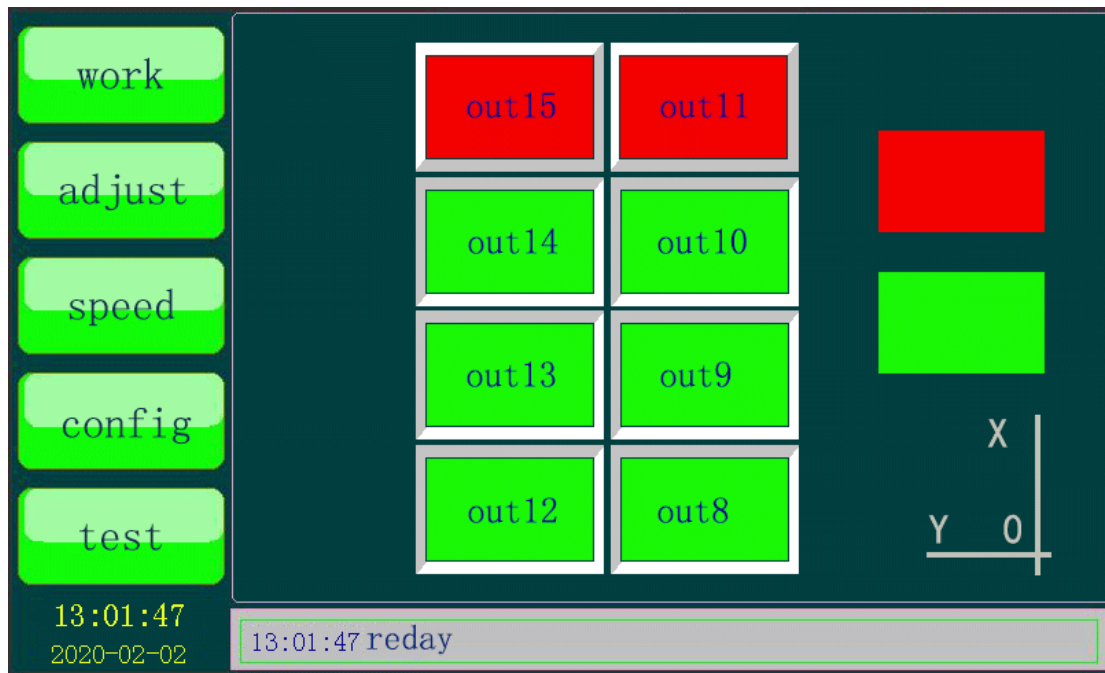 work
adjust
speed
config
test
13:01:47
2020-02-02
out15 out11
out14 out10
out13 out9
out12 out8
X
Y O
13:01:47 reday